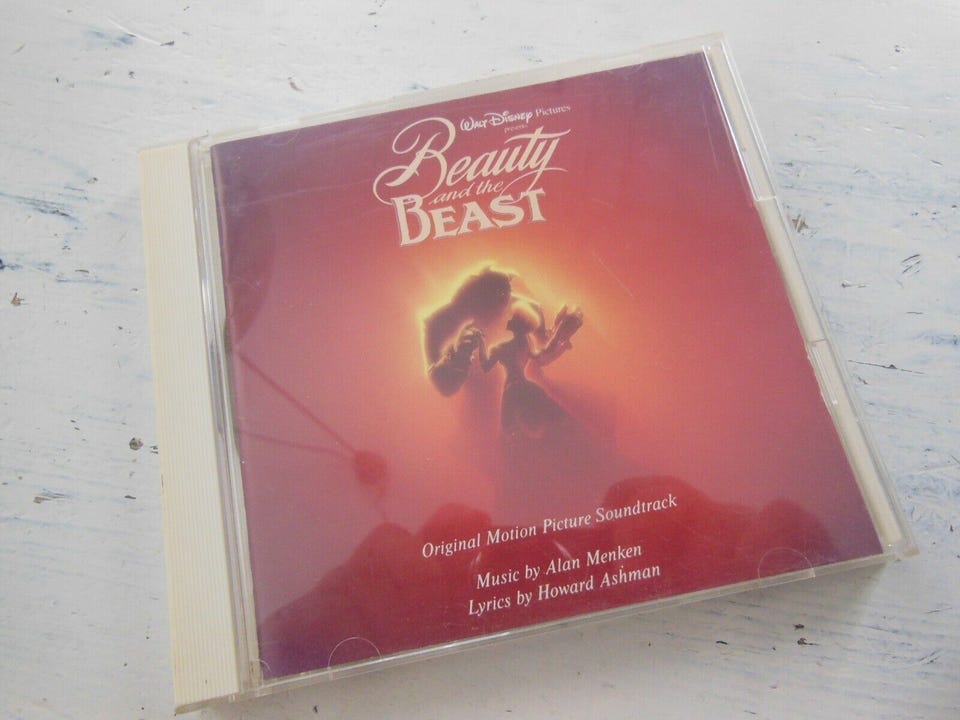 WALT DISNEY Pictures
presents
Beauty
and the
BEAST
Original Motion Picture Soundtrack
Music by Alan Menken
Lyrics by Howard Ashman